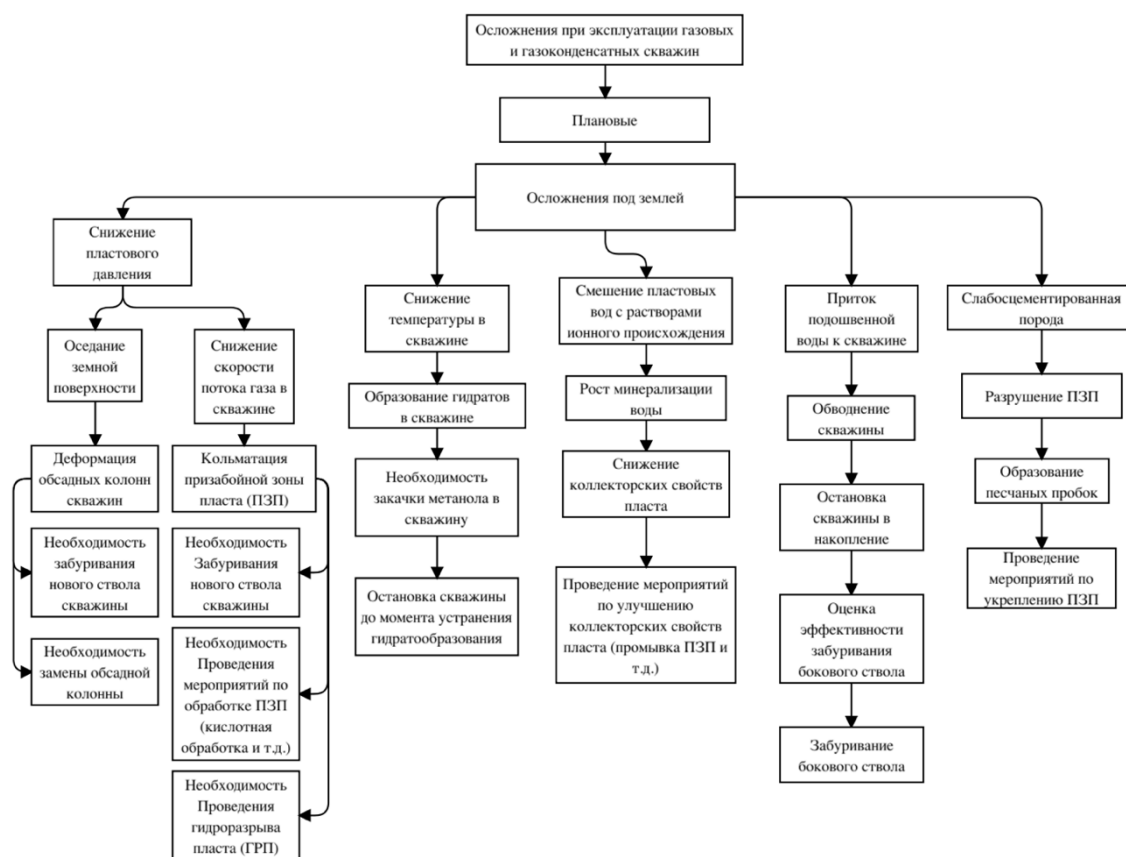 Осложнения при эксплуатации газовых
и газоконденсатных скважин
Плановые
Осложнения под землей
Снижение
пластового
давления
Оседание
земной
поверхности
Деформация
обсадных колонн
скважин
Необходимость
забуривания
нового ствола
скважины
Необходимость
замены обсадной
колонны
Снижение
скорости
потока газа в
скважине
Кольматация
призабойной зоны
пласта (ПЗП)
Необходимость
Забуривания
нового ствола
скважины
Необходимость
Проведения
мероприятий по
обработке ПЗП
(кислотная
обработка и т.д.)
Необходимость
Проведения
гидроразрыва
пласта (ГРП)
Снижение
температуры в
скважине
Образование гидратов
в скважине
Необходимость
закачки метанола в
скважину
Остановка скважины
до момента устранения
гидратообразования
Смешение пластовых
вод с растворами
ионного происхождения
Рост минерализации
воды
Снижение
коллекторских свойств
пласта
Проведение мероприятий
по улучшению
коллекторских свойств
пласта (промывка ПЗП и
т.д.)
Приток
подошвенной
воды к скважине
Обводнение
скважины
Остановка
скважины в
накопление
Оценка
эффективности
забуривания
бокового ствола
Забуривание
бокового ствола
Слабосцементированная
порода
Разрушение ПЗП
Образование
песчаных пробок
Проведение
мероприятий по
укреплению ПЗП